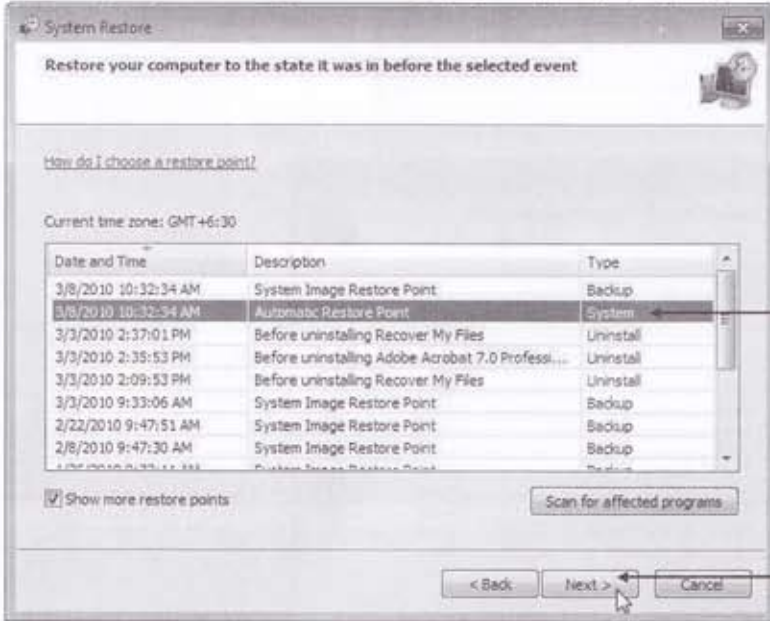 System Restore
Restore your computer to the state it was in before the selected event
How do I choose a restore point?
Current time zone: GMT+6:30
Date and Time Description Type
3/8/2010 10:32:34 AM System Image Restore Point Backup
3/8/2010 10:32:34 AM Automatic Restore Point System
3/3/2010 2:37:01 PM Before uninstalling Recover My Files Uninstall
3/3/2010 2:35:53 PM Before uninstalling Adobe Acrobat 7.0 Professi... Uninstall
3/3/2010 2:09:53 PM Before uninstalling Recover My Files Uninstall
3/3/2010 9:33:06 AM System Image Restore Point Backup
2/22/2010 9:47:51 AM System Image Restore Point Backup
2/8/2010 9:47:30 AM System Image Restore Point Backup
System Image Restore Point Backup
Show more restore points Scan for affected programs
< Back Next > Cancel